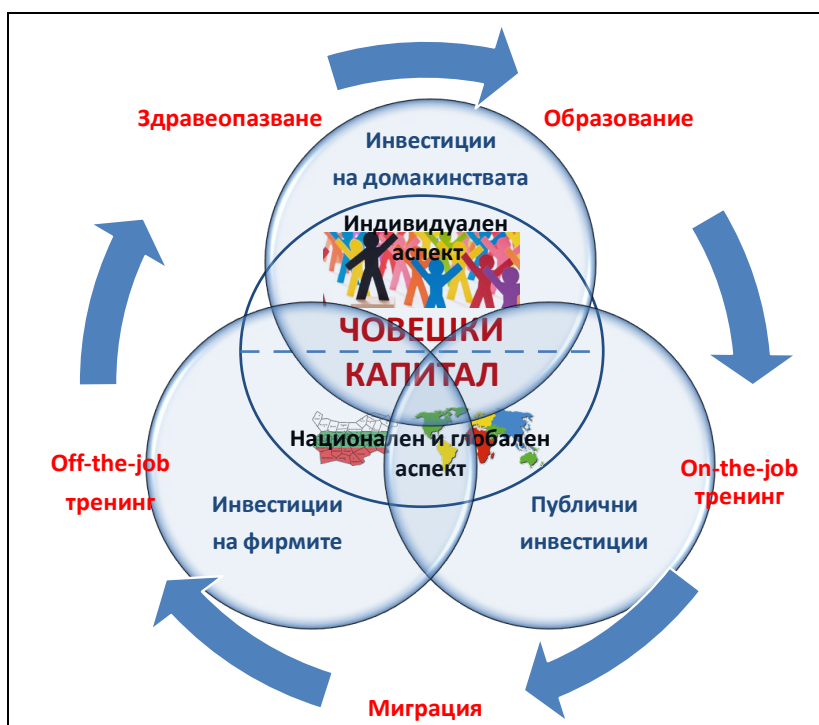 Здравеопазване
Образование
Инвестиции
на домакинствата
Индивидуален
аспект
ЧОВЕШКИ
КАПИТАЛ
Национален и глобален
аспект
Off-the-job
тренинг
On-the-job
тренинг
Инвестиции
на фирмите
Публични
инвестиции
Миграция